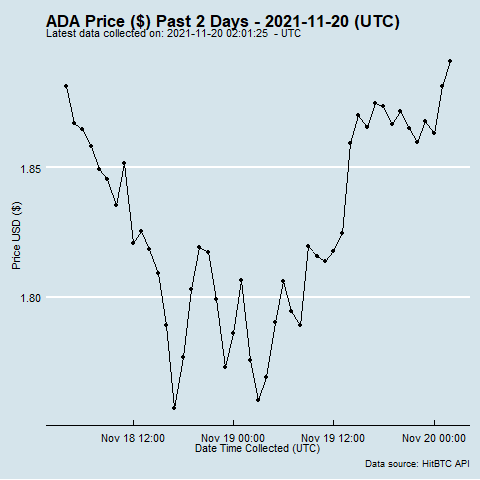 ADA Price ($) Past 2 Days - 2021-11-20 (UTC)
Latest data collected on: 2021-11-20 02:01:25  - UTC
1.85
Price USD ($)
1.80
Nov 18 12:00 Nov 19 00:00 Nov 19 12:00 Nov 20 00:00
Date Time Collected (UTC)
Data source: HitBTC API